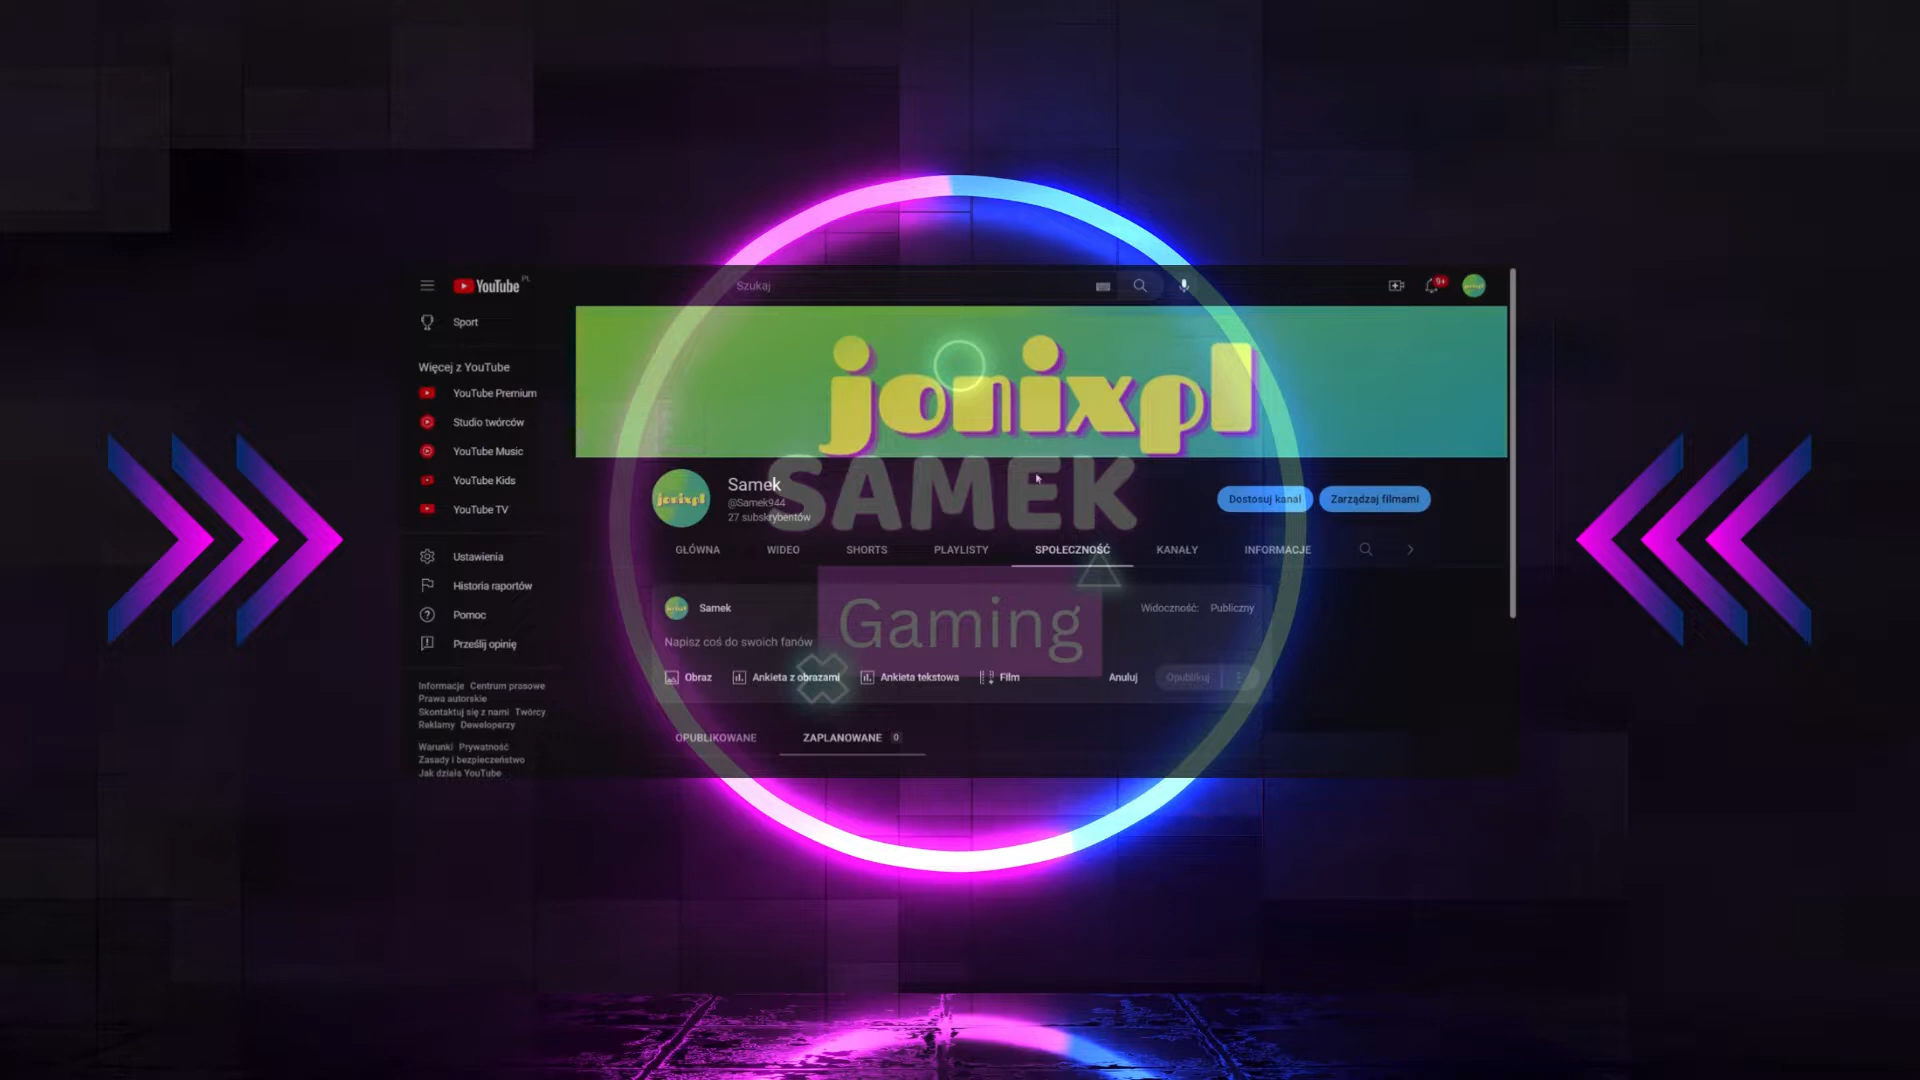 YouTube PL
Szukaj
9+
Sport
Więcej z YouTube
YouTube Premium
Studio twórców
YouTube Music
YouTube Kids
YouTube TV
Ustawienia
Historia raportów
Pomoc
Prześlij opinię
Informacje Centrum prasowe
Prawa autorskie
Skontaktuj się z nami Twórcy
Reklamy Deweloperzy
Warunki Prywatność
Zasady i bezpieczeństwo
Jak działa YouTube
jonixpl
SAMEK
jonixpl
Samek
@Samek944
27 subskrybentów
Dostosuj kanał
Zarządzaj filmami
GŁÓWNA WIDEO SHORTS PLAYLISTY SPOŁECZNOŚĆ KANAŁY INFORMACJE
Gaming
Samek
Widoczność: Publiczny
Napisz coś do swoich fanów
Obraz Ankieta z obrazami Ankieta tekstowa Film
Anuluj Opublikuj
OPUBLIKOWANE ZAPLANOWANE 0